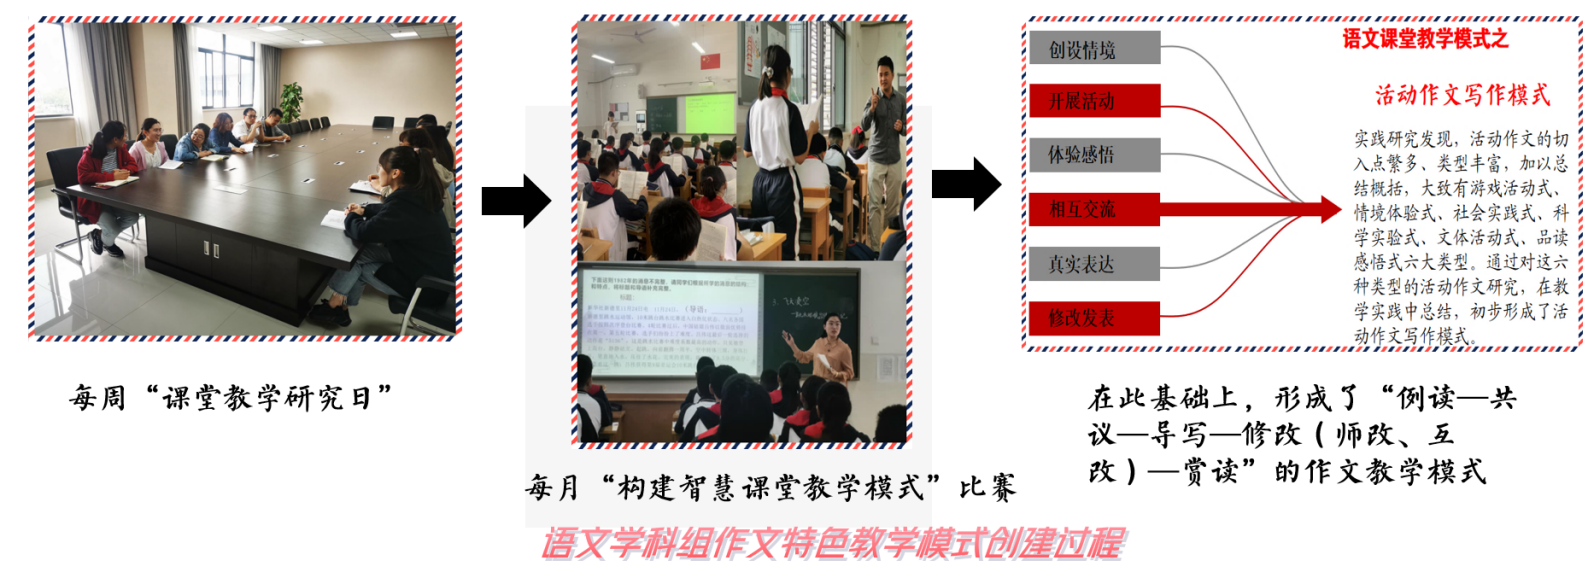 每周“课堂教学研究日”
每月“构建智慧课堂教学模式”比赛
语文课堂教学模式之
活动作文写作模式
创设情境
开展活动
体验感悟
相互交流
真实表达
修改发表
实践研究发现，活动作文的切
入点繁多、类型丰富，加以总
结概括，大致有游戏活动式、
情境体验式、社会实践式、科
学实验式、文体活动式、品读
感悟式六大类型。通过对这六
种类型的活动作文研究，在教
学实践中总结，初步形成了活
动作文写作模式。
在此基础上，形成了“例读—共
议—导写—修改（师改、互
改）—赏读”的作文教学模式
语文学科组作文特色教学模式创建过程